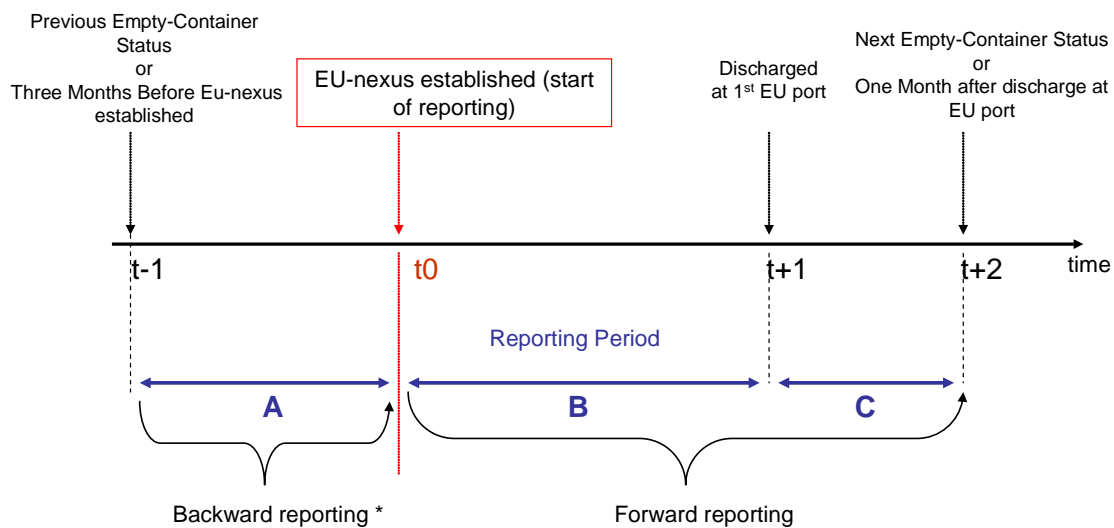 Previous Empty-Container
Status
or
Three Months Before Eu-nexus
established
EU-nexus established (start
of reporting)
Discharged
at 1st EU port
Next Empty-Container Status
or
One Month after discharge at
EU port
t-1
t0
t+1
t+2
time
Reporting Period
A
B
C
Backward reporting *
Forward reporting